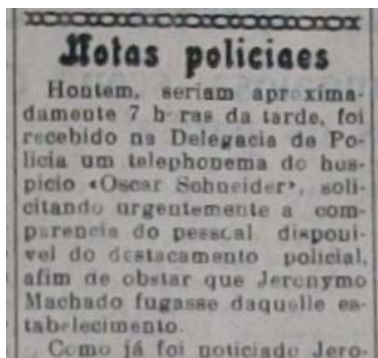 Notas policiaes
Hontem, seriam aproxima-
damente 7 h ras da tarde, foi
recebido na Delegacia de Po-
licia um telephonema do hos-
picio «Oscar Schneider», soli-
citando urgentemente a com-
parencia do pessoal disponi-
vel do destacamento policial,
afim de obstar que Jeronymo
Machado fugasse daquelle es-
tabelecimento.
Como já foi noticiado Jero-